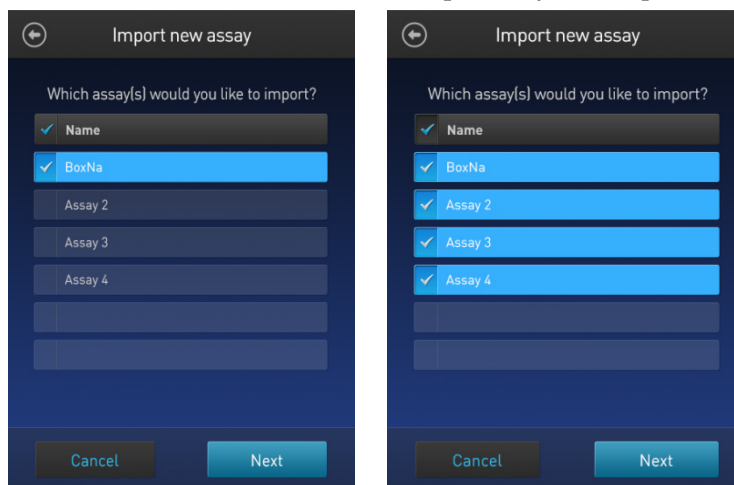 Import new assay
Which assay(s) would you like to import?
Name
BoxNa
Assay 2
Assay 3
Assay 4
Cancel
Next
Import new assay
Which assay(s) would you like to import?
Name
BoxNa
Assay 2
Assay 3
Assay 4
Cancel
Next